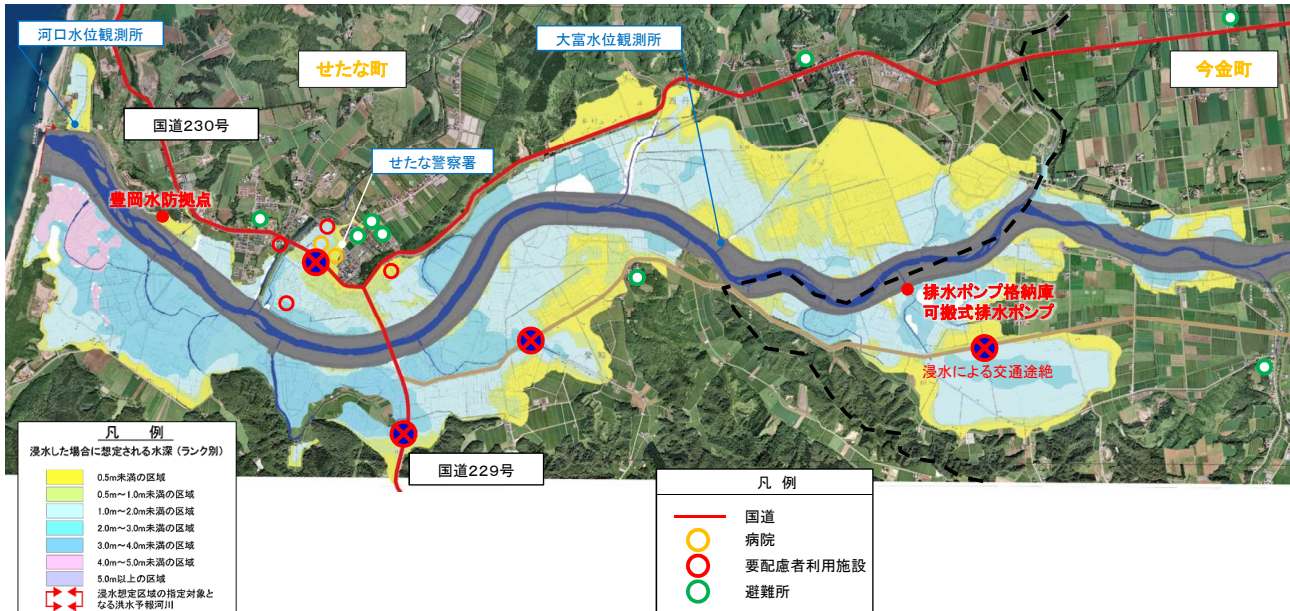 河口水位観測所
せたな町
大富水位観測所
今金町
国道230号
せたな警察署
豊岡水防拠点
排水ポンプ格納庫
可搬式排水ポンプ
浸水による交通途絶
国道229号
凡 例
浸水した場合に想定される水深（ランク別）
0.5m未満の区域
0.5m～1.0m未満の区域
1.0m～2.0m未満の区域
2.0m～3.0m未満の区域
3.0m～4.0m未満の区域
4.0m～5.0m未満の区域
5.0m以上の区域
浸水想定区域の指定対象と
なる洪水予報河川
凡 例
国道
病院
要配慮者利用施設
避難所